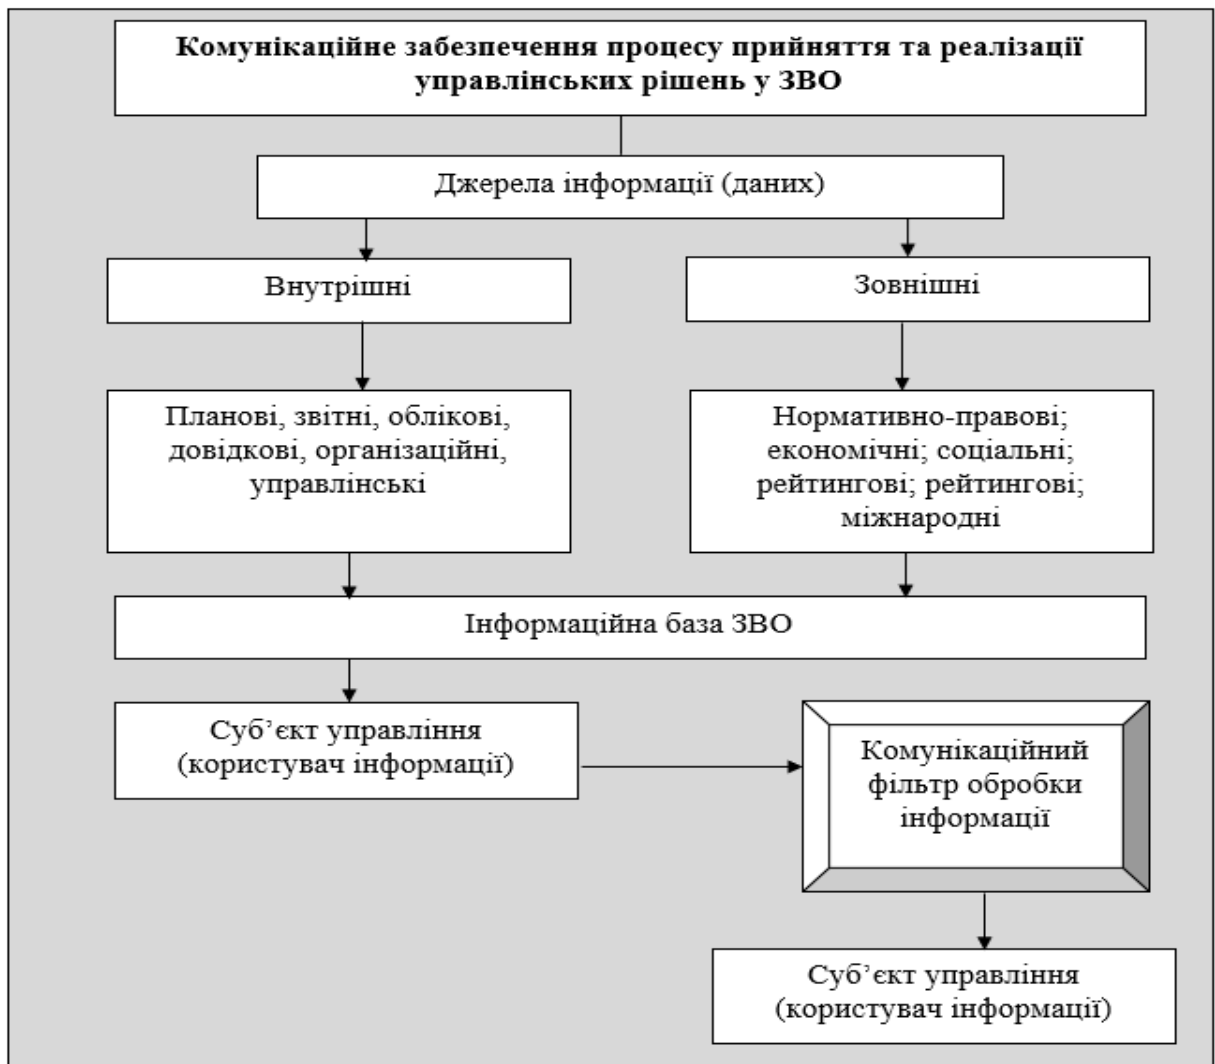 Комунікаційне забезпечення процесу прийняття та реалізації
управлінських рішень у ЗВО
Джерела інформації (даних)
Внутрішні
Зовнішні
Планові, звітні, облікові,
довідкові, організаційні,
управлінські
Нормативно-правові;
економічні; соціальні;
рейтингові; рейтингові;
міжнародні
Інформаційна база ЗВО
Суб’єкт управління
(користувач інформації)
Комунікаційний
фільтр обробки
інформації
Суб’єкт управління
(користувач інформації)